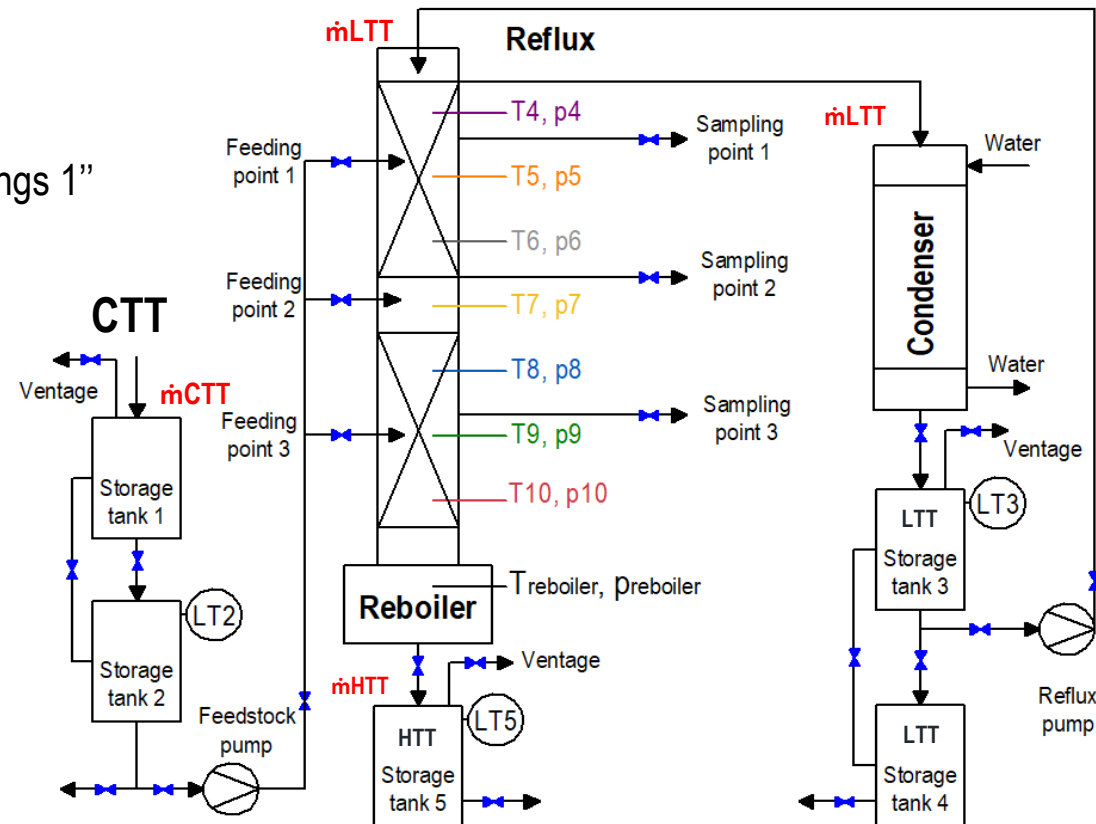 ngs 1”
ṁLTT
Reflux
T4, p4
T5, p5
T6, p6
T7, p7
T8, p8
T9, p9
T10, p10
Treboiler, preboiler
Reboiler
Feeding
point 1
Feeding
point 2
Feeding
point 3
Sampling
point 1
Sampling
point 2
Sampling
point 3
ṁLTT
Water
Condenser
Water
CTT
Ventage
ṁCTT
Storage
tank 1
LT2
Storage
tank 2
Feedstock
pump
ṁHTT
Ventage
LT5
HTT
Storage
tank 5
Ventage
LT3
LTT
Storage
tank 3
Reflux
pump
LTT
Storage
tank 4